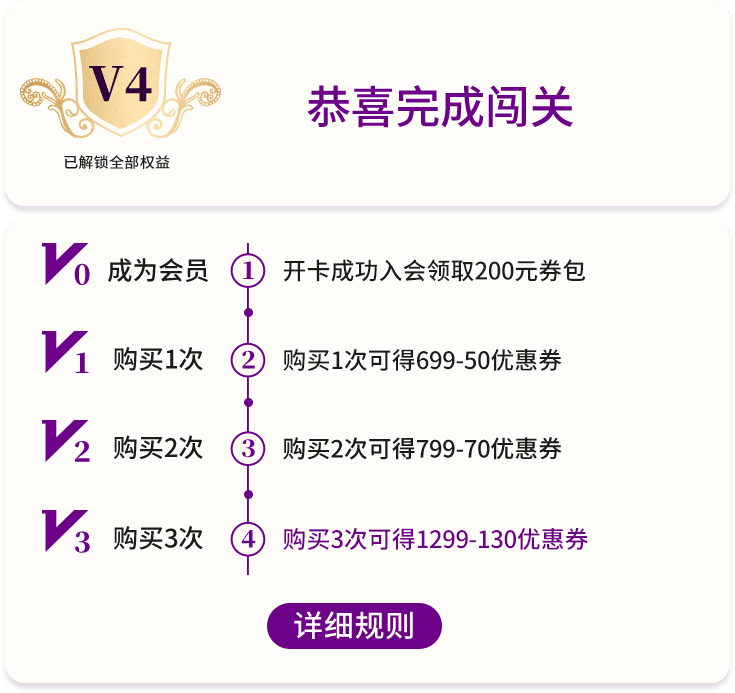 V4
恭喜完成闯关
已解锁全部权益
V0 成为会员 1 开卡成功入会领取200元券包
V1 购买1次 2 购买1次可得699-50优惠券
V2 购买2次 3 购买2次可得799-70优惠券
V3 购买3次 4 购买3次可得1299-130优惠券
详细规则